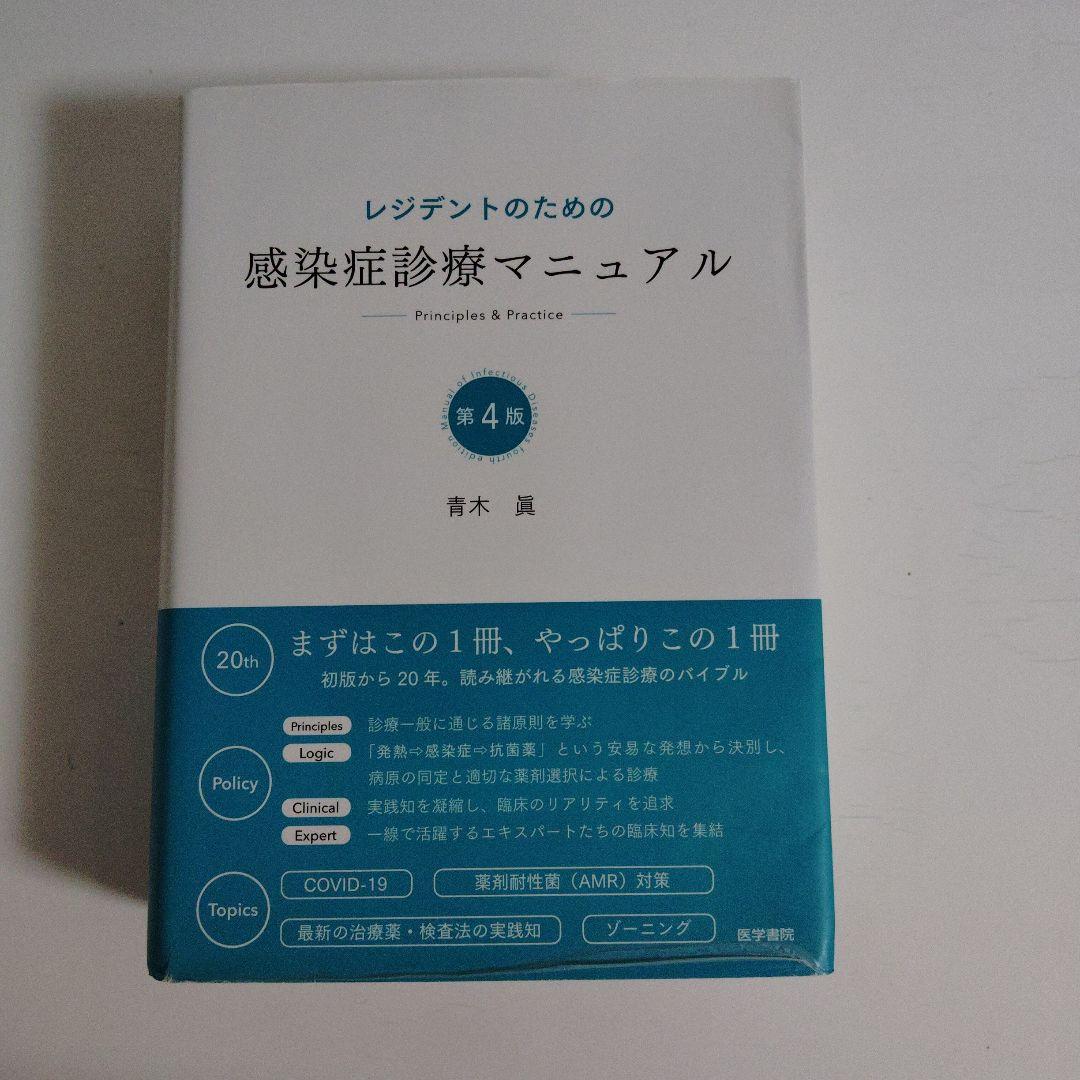 レジデントのための
感染症診療マニュアル
Principles & Practice
Manual of Infectious Diseases fourth edition
第4版
青木 眞
20th
まずはこの1冊、やっぱりこの1冊
初版から20年。読み継がれる感染症診療のバイブル
Policy
Principles 診療一般に通じる諸原則を学ぶ
Logic 「発熱⇨感染症⇨抗菌薬」という安易な発想から決別し、
病原の同定と適切な薬剤選択による診療
Clinical 実践知を凝縮し、臨床のリアリティを追求
Expert 一線で活躍するエキスパートたちの臨床知を集結
Topics
COVID-19 薬剤耐性菌（AMR）対策
最新の治療薬・検査法の実践知 ゾーニング
医学書院